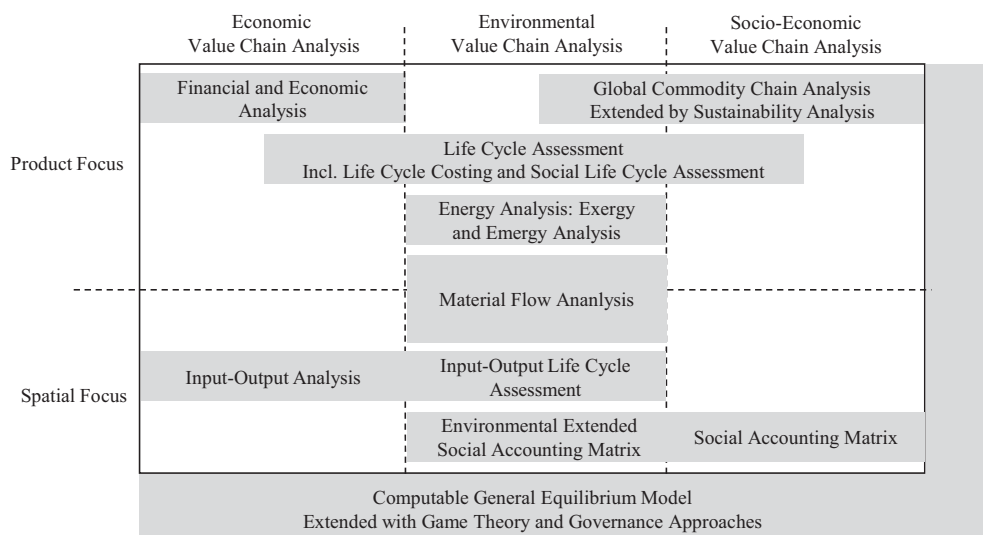 Economic
Value Chain Analysis
Environmental
Value Chain Analysis
Socio-Economic
Value Chain Analysis
Product Focus
Financial and Economic
Analysis
Global Commodity Chain Analysis
Extended by Sustainability Analysis
Life Cycle Assessment
Incl. Life Cycle Costing and Social Life Cycle Assessment
Energy Analysis: Exergy
and Emergy Analysis
Material Flow Ananlysis
Spatial Focus
Input-Output Analysis
Input-Output Life Cycle
Assessment
Environmental Extended
Social Accounting Matrix
Social Accounting Matrix
Computable General Equilibrium Model
Extended with Game Theory and Governance Approaches